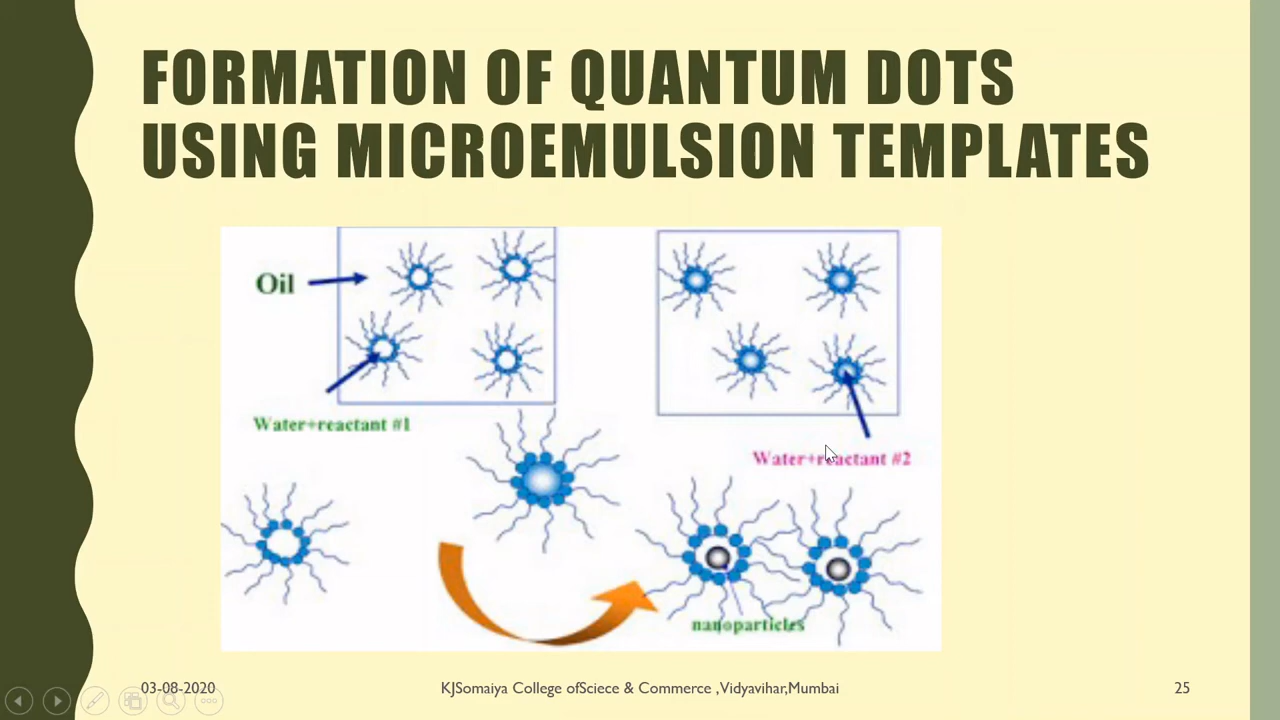 FORMATION OF QUANTUM DOTS
USING MICROEMULSION TEMPLATES
Oil
Water+reactant #1
Water+reactant #2
nanoparticles
03-08-2020
KJSomaiya College ofSciece & Commerce ,Vidyavihar,Mumbai
25